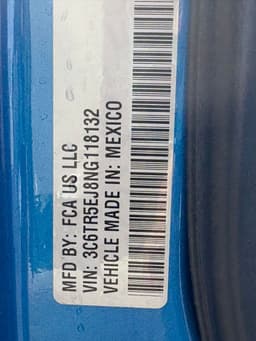 MFD BY: FCA US LLC
VIN: 3C6TR5EJ8NG118132
VEHICLE MADE IN: MEXICO